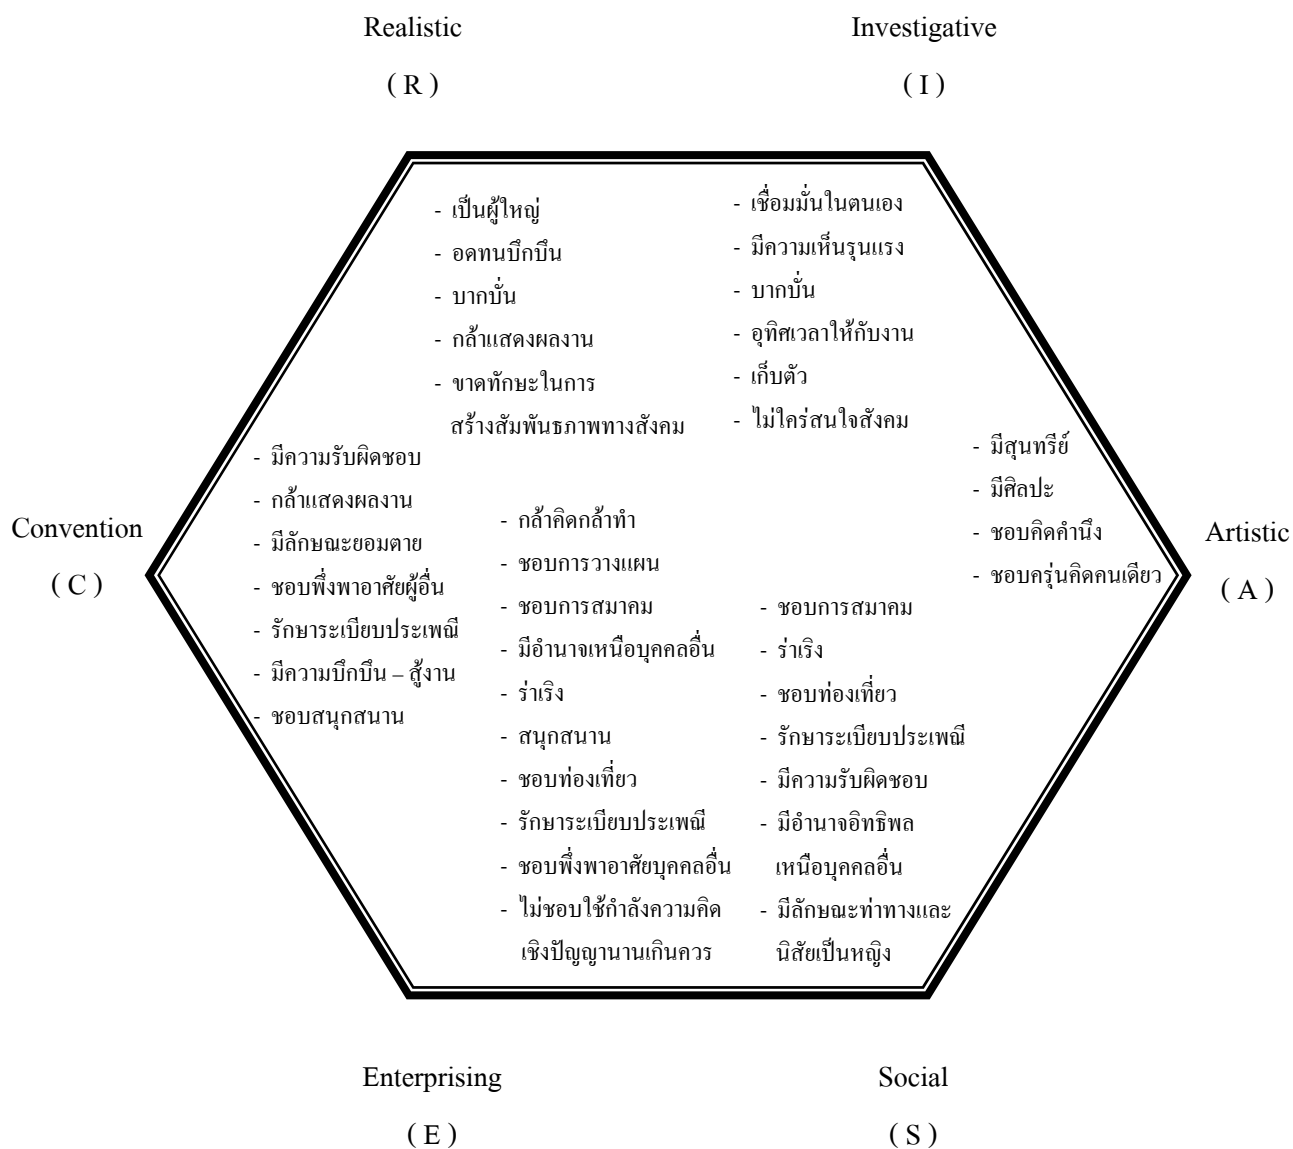 Realistic
( R )
Investigative
( I )
- เป็นผู้ใหญ่
- อดทนบึกบึน
- บากบั่น
- กล้าแสดงผลงาน
- ขาดทักษะในการ
สร้างสัมพันธภาพทางสังคม
- เชื่อมมั่นในตนเอง
- มีความเห็นรุนแรง
- บากบั่น
- อุทิศเวลาให้กับงาน
- เก็บตัว
- ไม่ใคร่สนใจสังคม
Convention
( C )
- มีความรับผิดชอบ
- กล้าแสดงผลงาน
- มีลักษณะยอมตาย
- ชอบพึ่งพาอาศัยผู้อื่น
- รักษาระเบียบประเพณี
- มีความบึกบึน – สู้งาน
- ชอบสนุกสนาน
- มีสุนทรีย์
- มีศิลปะ
- ชอบคิดคำนึง
- ชอบครุ่นคิดคนเดียว
Artistic
( A )
- กล้าคิดกล้าทำ
- ชอบการวางแผน
- ชอบการสมาคม
- มีอำนาจเหนือบุคคลอื่น
- ร่าเริง
- สนุกสนาน
- ชอบท่องเที่ยว
- รักษาระเบียบประเพณี
- ชอบพึ่งพาอาศัยบุคคลอื่น
- ไม่ชอบใช้กำลังความคิด
เชิงปัญญานานเกินควร
- ชอบการสมาคม
- ร่าเริง
- ชอบท่องเที่ยว
- รักษาระเบียบประเพณี
- มีความรับผิดชอบ
- มีอำนาจอิทธิพล
เหนือบุคคลอื่น
- มีลักษณะท่าทางและ
นิสัยเป็นหญิง
Enterprising
( E )
Social
( S )